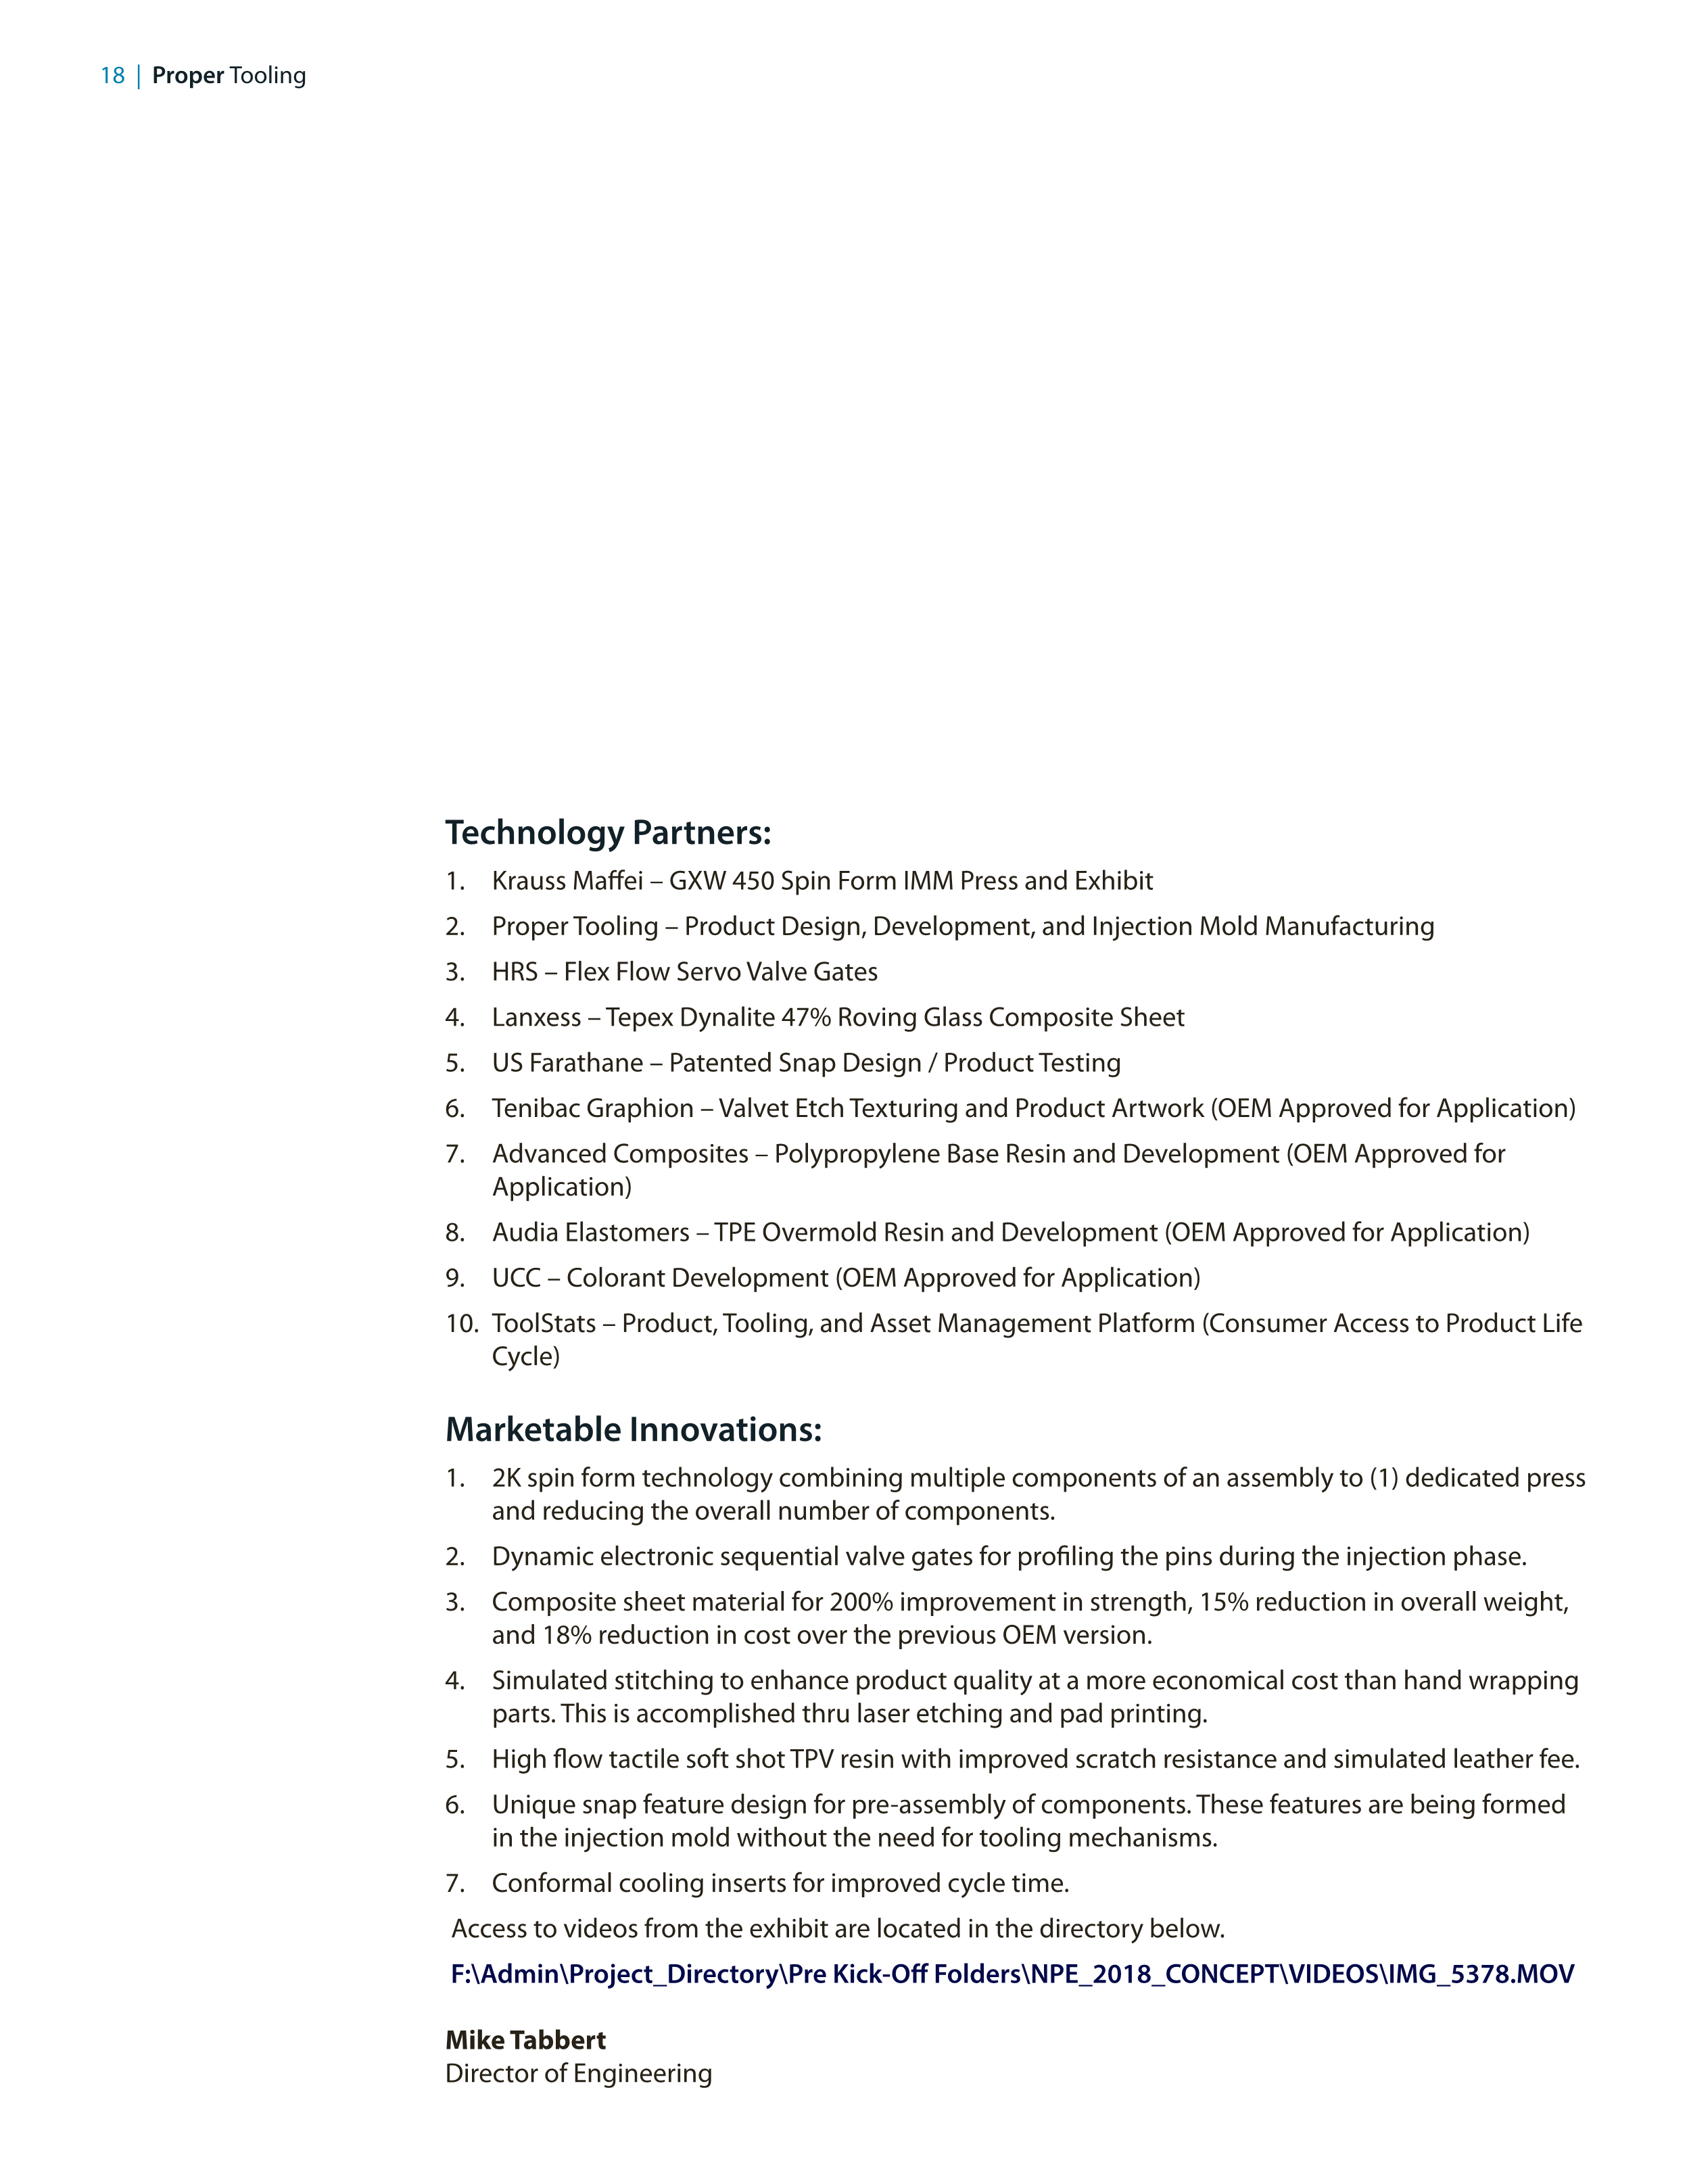 18 | Proper Tooling
Technology Partners:
1. Krauss Maffei – GXW 450 Spin Form IMM Press and Exhibit
2. Proper Tooling – Product Design, Development, and Injection Mold Manufacturing
3. HRS – Flex Flow Servo Valve Gates
4. Lanxess – Tepex Dynalite 47% Roving Glass Composite Sheet
5. US Farathane – Patented Snap Design / Product Testing
6. Tenibac Graphion – Valvet Etch Texturing and Product Artwork (OEM Approved for Application)
7. Advanced Composites – Polypropylene Base Resin and Development (OEM Approved for
Application)
8. Audia Elastomers – TPE Overmold Resin and Development (OEM Approved for Application)
9. UCC – Colorant Development (OEM Approved for Application)
10. ToolStats – Product, Tooling, and Asset Management Platform (Consumer Access to Product Life
Cycle)
Marketable Innovations:
1. 2K spin form technology combining multiple components of an assembly to (1) dedicated press
and reducing the overall number of components.
2. Dynamic electronic sequential valve gates for profiling the pins during the injection phase.
3. Composite sheet material for 200% improvement in strength, 15% reduction in overall weight,
and 18% reduction in cost over the previous OEM version.
4. Simulated stitching to enhance product quality at a more economical cost than hand wrapping
parts. This is accomplished thru laser etching and pad printing.
5. High flow tactile soft shot TPV resin with improved scratch resistance and simulated leather fee.
6. Unique snap feature design for pre-assembly of components. These features are being formed
in the injection mold without the need for tooling mechanisms.
7. Conformal cooling inserts for improved cycle time.
Access to videos from the exhibit are located in the directory below.
F:\Admin\Project_Directory\Pre Kick-Off Folders\NPE_2018_CONCEPT\VIDEOS\IMG_5378.MOV
Mike Tabbert
Director of Engineering